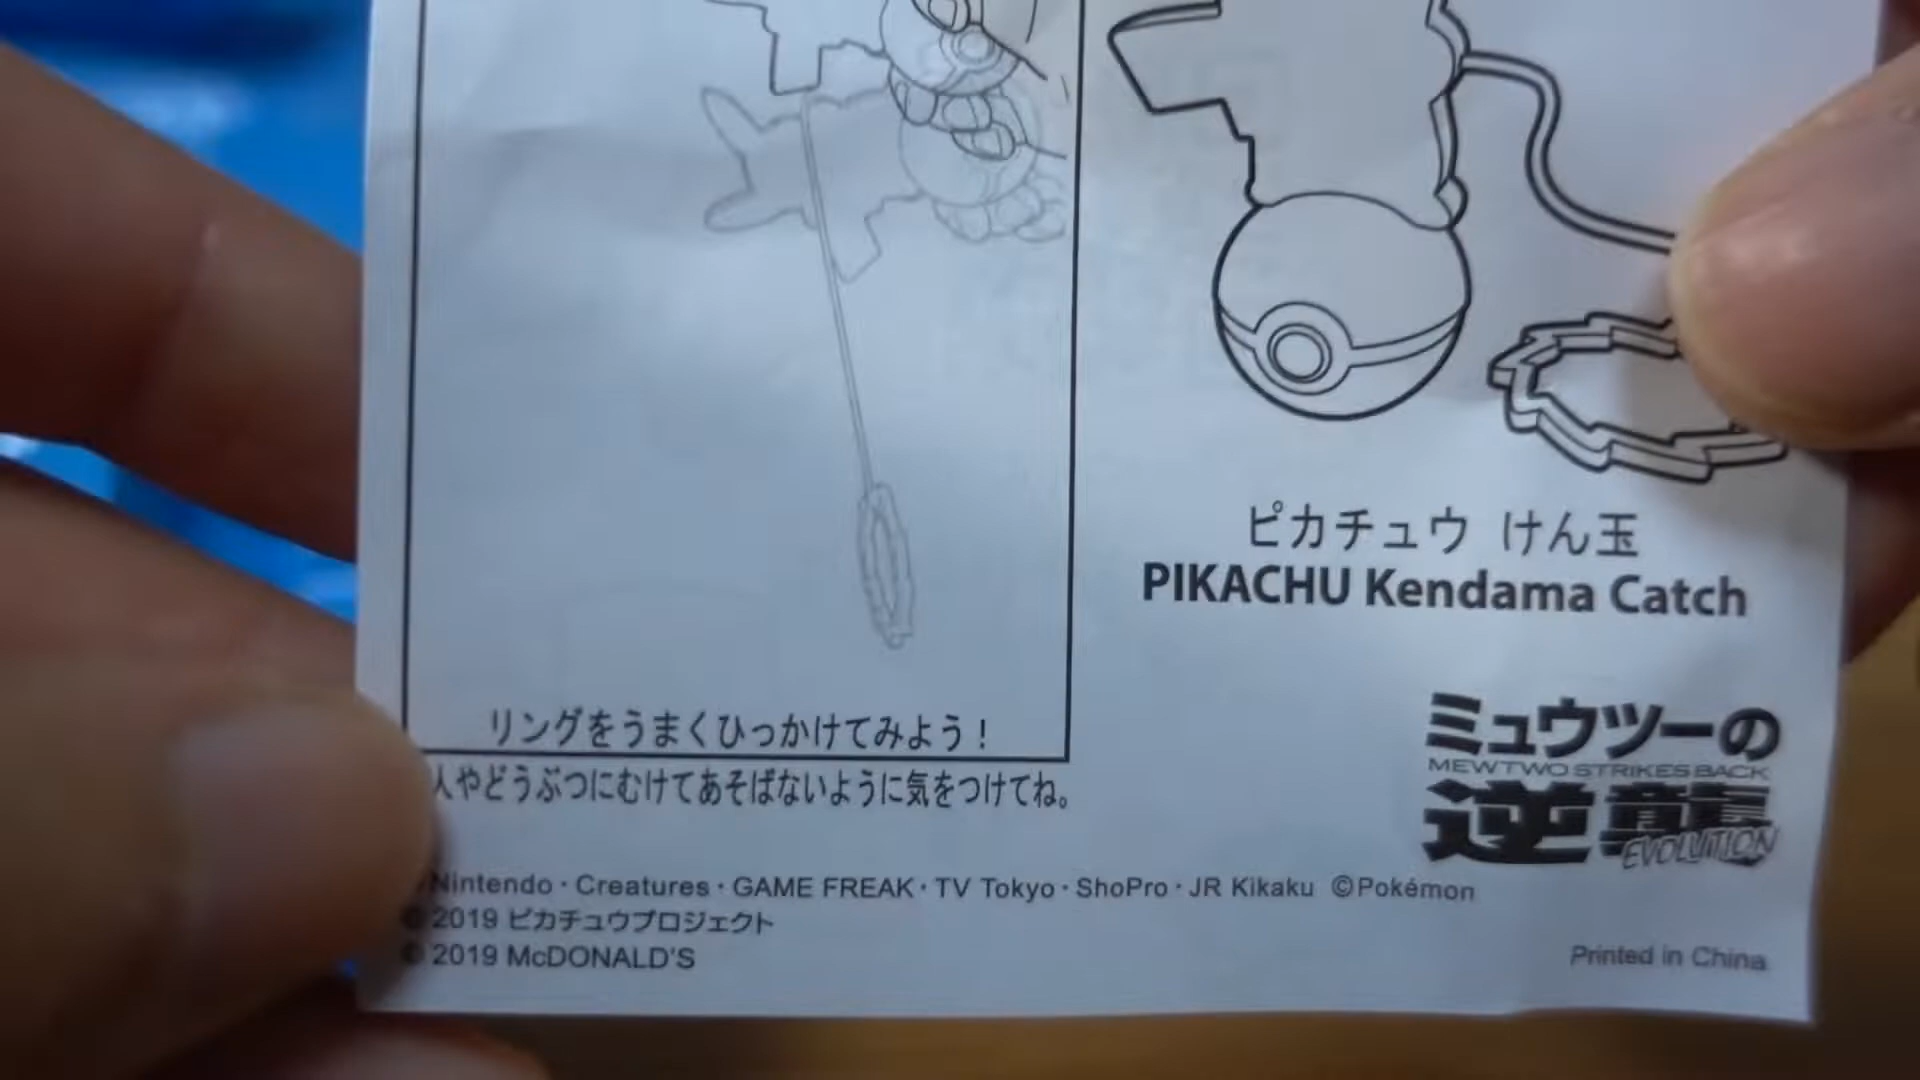 リングをうまくひっかけてみよう!
人やどうぶつにむけてあそばないように気をつけてね。
ピカチュウ けん玉
PIKACHU Kendama Catch
ミュウツーの
MEWTWO STRIKES BACK
逆襲
EVOLUTION
Nintendo・Creatures・GAME FREAK・TV Tokyo・ShoPro・JR Kikaku ©Pokémon
© 2019 ピカチュウプロジェクト
© 2019 McDONALD'S
Printed in China